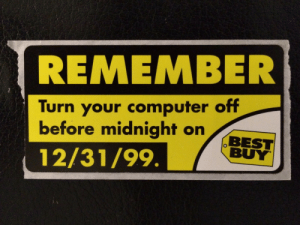 REMEMBER
Turn your computer off
before midnight on
12/31/99.
BEST
BUY